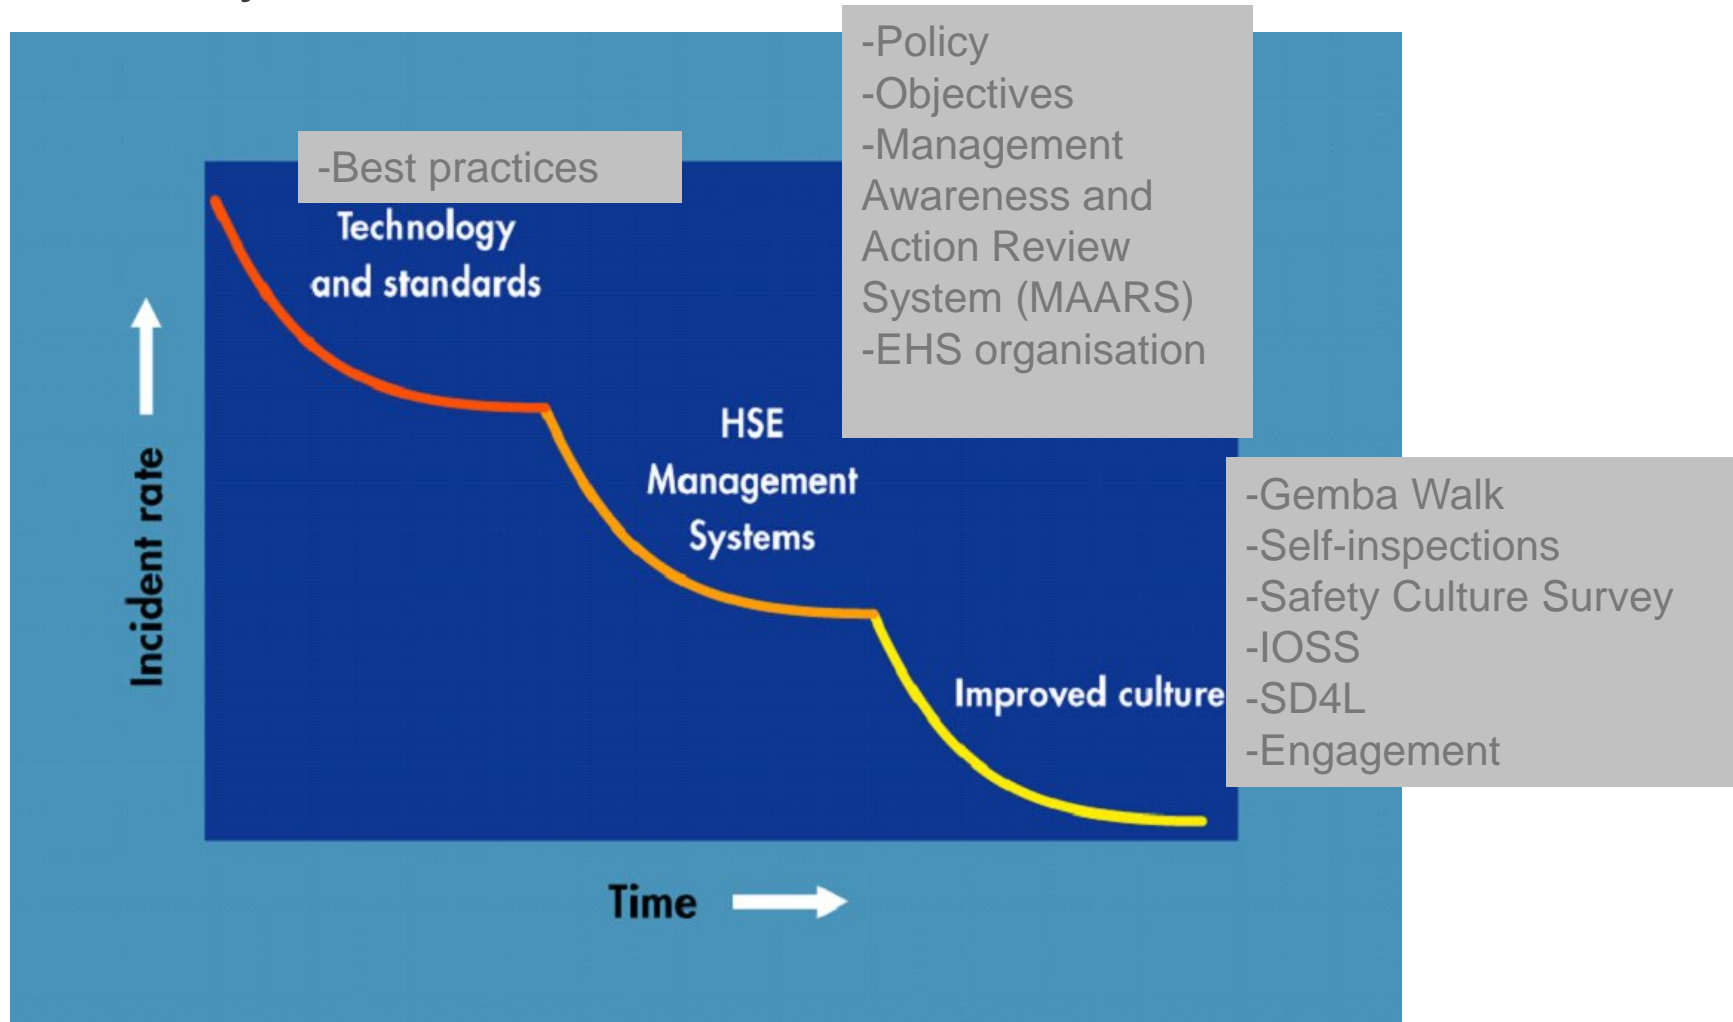 -Best practices
Technology
and standards
-Policy
-Objectives
-Management
Awareness and
Action Review
System (MAARS)
-EHS organisation
HSE
Management
Systems
-Gemba Walk
-Self-inspections
-Safety Culture Survey
-IOSS
-SD4L
-Engagement
Improved culture
Incident rate
Time